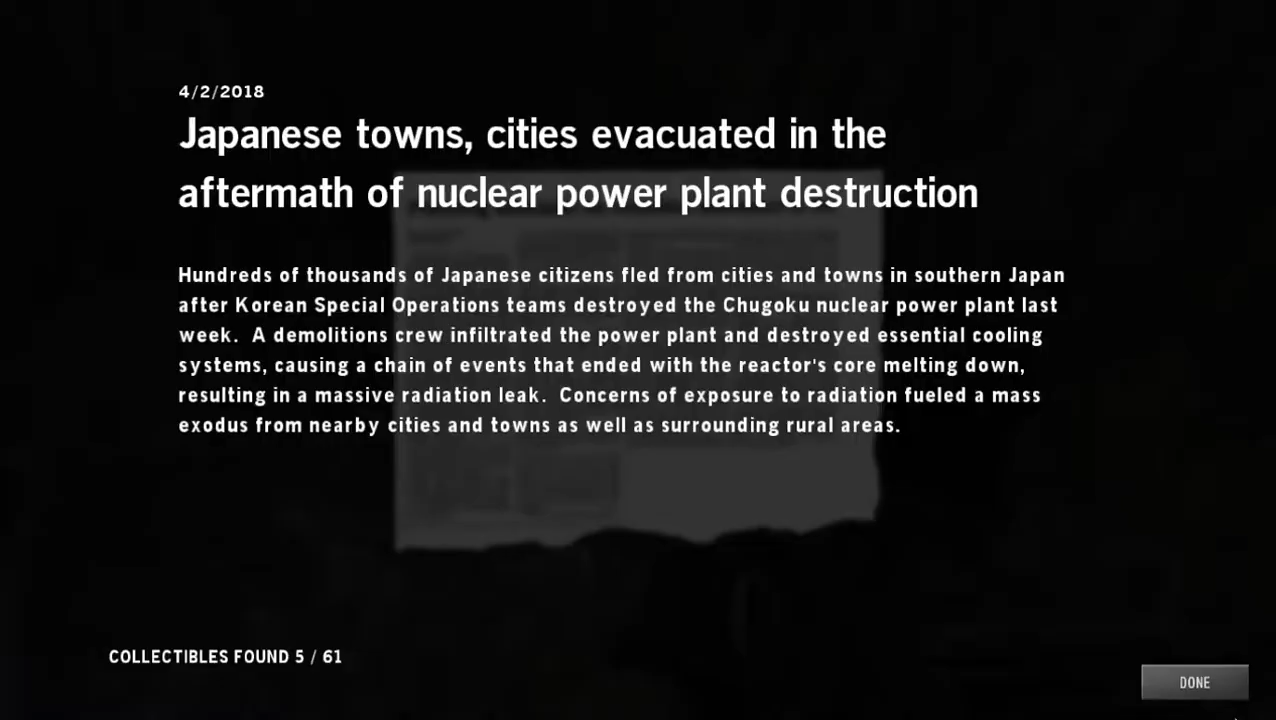 4/2/2018
Japanese towns, cities evacuated in the
aftermath of nuclear power plant destruction
Hundreds of thousands of Japanese citizens fled from cities and towns in southern Japan
after Korean Special Operations teams destroyed the Chugoku nuclear power plant last
week.  A demolitions crew infiltrated the power plant and destroyed essential cooling
systems, causing a chain of events that ended with the reactor's core melting down,
resulting in a massive radiation leak.  Concerns of exposure to radiation fueled a mass
exodus from nearby cities and towns as well as surrounding rural areas.
COLLECTIBLES FOUND 5 / 61
DONE